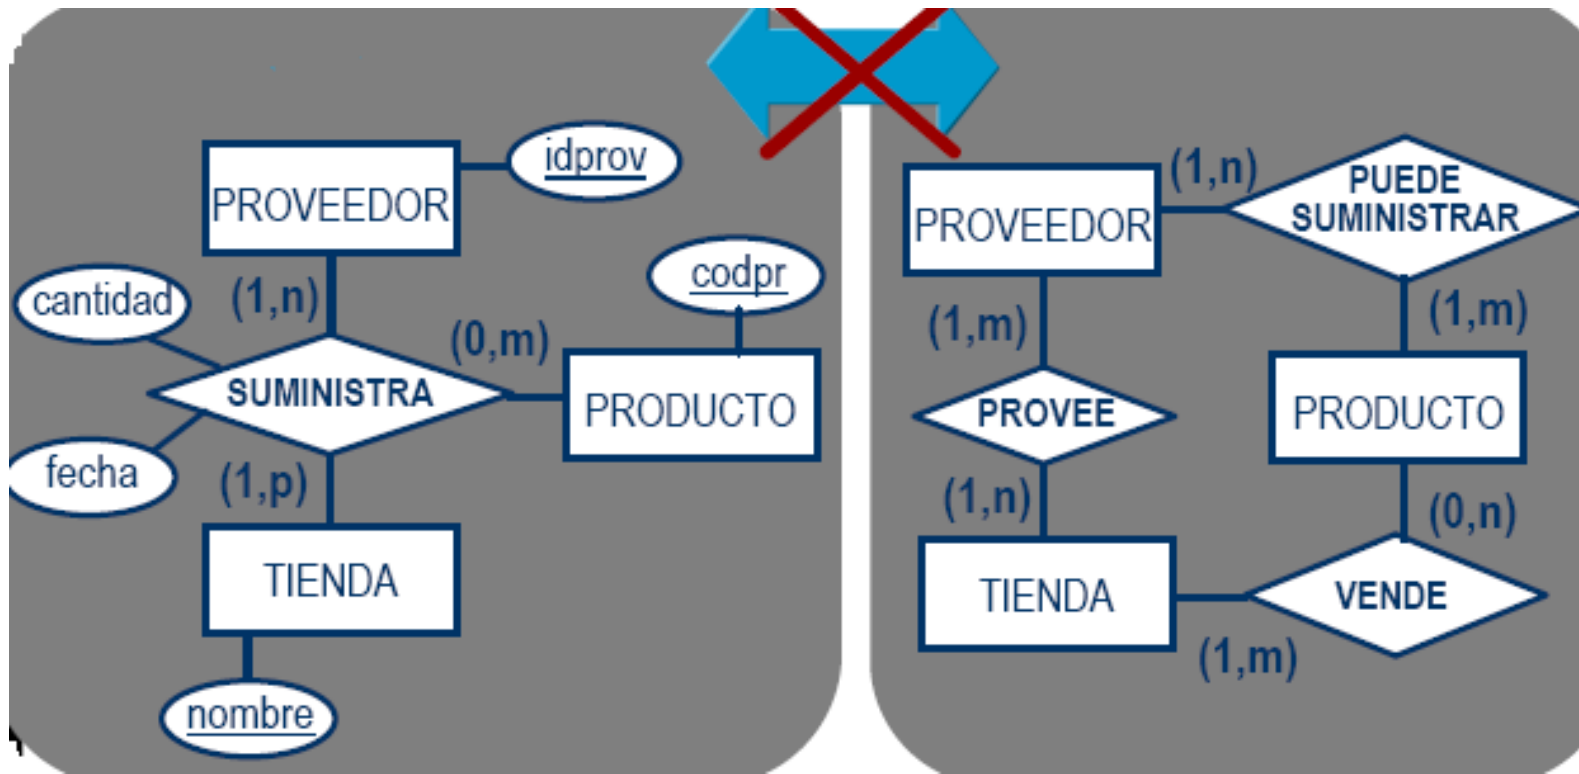 idprov
PROVEEDOR
codpr
cantidad
(1,n)
(0,m)
SUMINISTRA
PRODUCTO
fecha
(1,p)
TIENDA
nombre
(1,n)
PUEDE
SUMINISTRAR
PROVEEDOR
(1,m)
(1,m)
PROVEE
PRODUCTO
(1,n)
(0,n)
TIENDA
VENDE
(1,m)